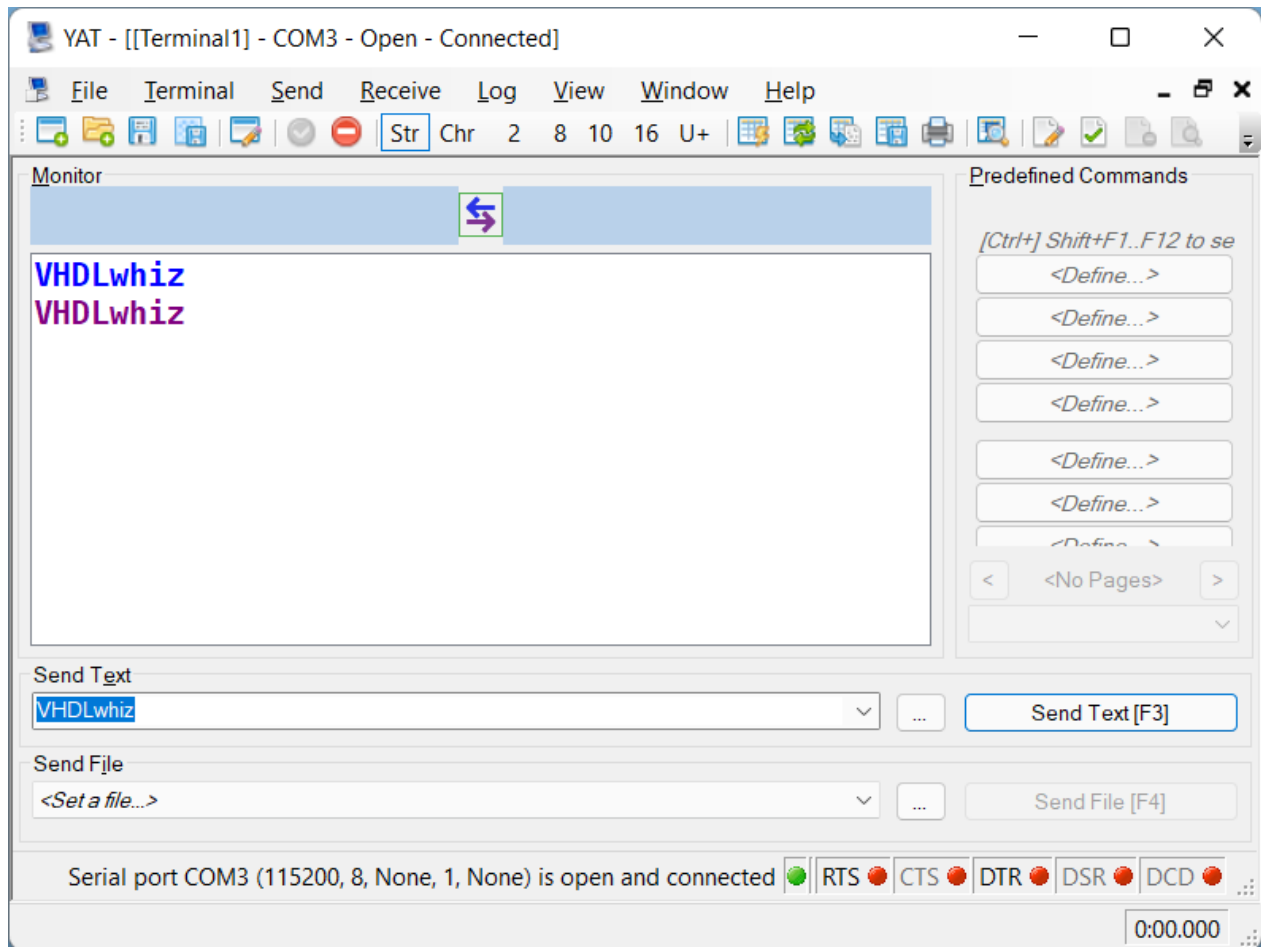 YAT - [[Terminal1] - COM3 - Open - Connected]
File Terminal Send Receive Log View Window Help
Str Chr 2 8 10 16 U+
Monitor
VHDLwhiz
VHDLwhiz
Predefined Commands
[Ctrl+] Shift+F1..F12 to se
<Define...>
<Define...>
<Define...>
<Define...>
<Define...>
<Define...>
<Define...>
< <No Pages> >
Send Text
VHDLwhiz ... Send Text [F3]
Send File
<Set a file...> ... Send File [F4]
Serial port COM3 (115200, 8, None, 1, None) is open and connected RTS CTS DTR DSR DCD
0:00.000